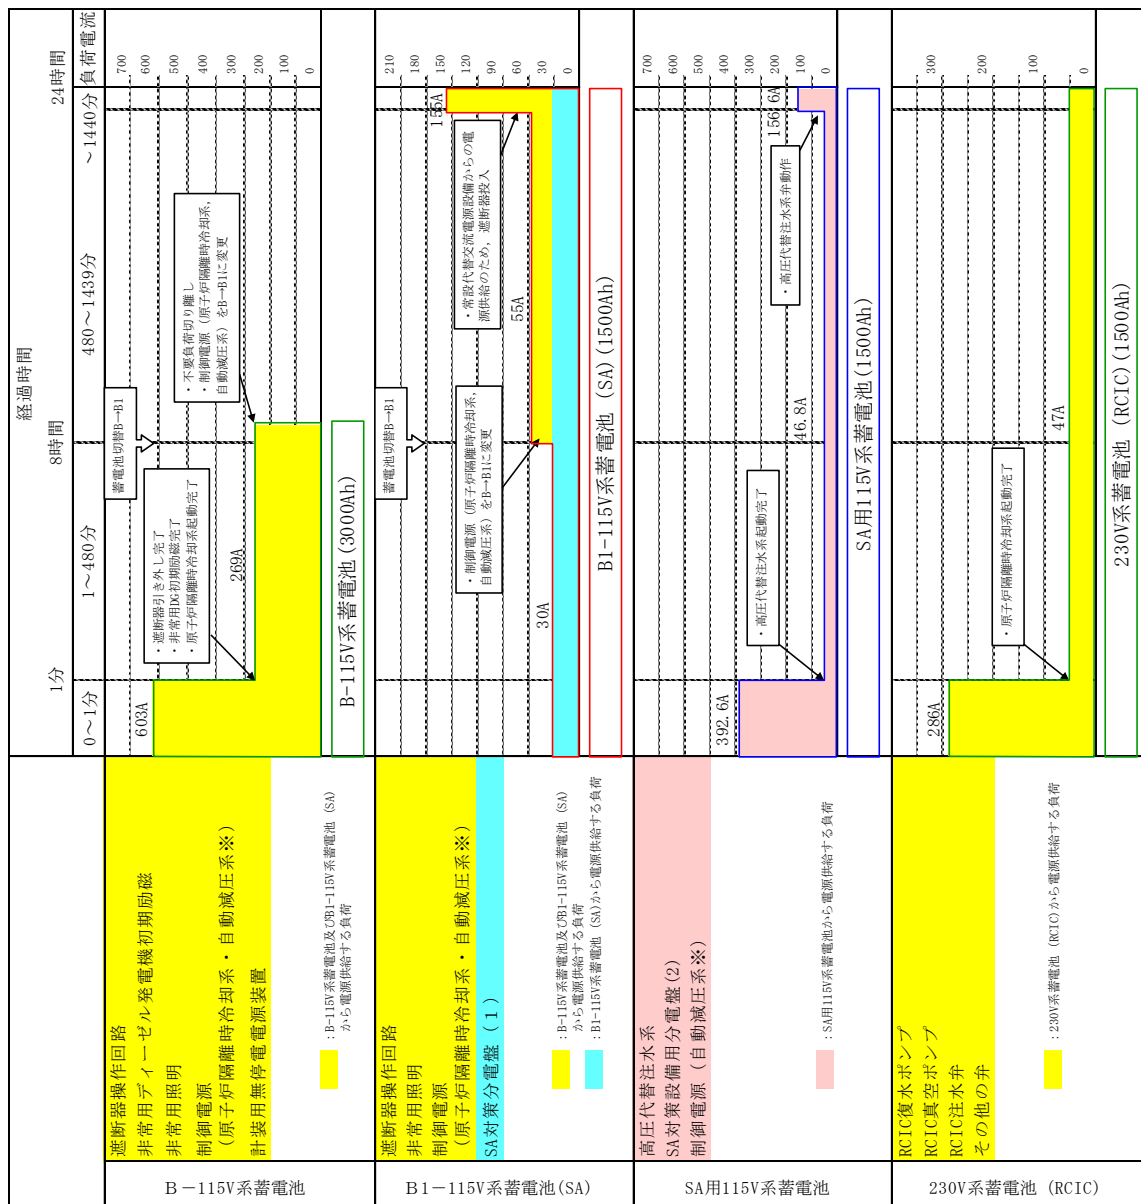 経過時間
8時間
24時間
1分
0～1分
1～480分
480～1439分
～1440分
負荷電流
遮断器操作回路
非常用ディーゼル発電機初期励磁
非常用照明
制御電源
(原子炉隔離時冷却系・自動減圧系※)
計装用無停電電源装置
：B-115V系蓄電池及びB1-115V系蓄電池 (SA)
から電源供給する負荷
B－115V系蓄電池
603A
・遮断器引き外し完了
・非常用DG初期励磁完了
・原子炉隔離時冷却系起動完了
269A
蓄電池切替B→B1
・不要負荷切り離し
・制御電源 (原子炉隔離時冷却系,
自動減圧系) をB→B1に変更
B-115V系蓄電池(3000Ah)
700
600
500
400
300
200
100
0
遮断器操作回路
非常用照明
制御電源
(原子炉隔離時冷却系・自動減圧系※)
SA対策分電盤 (1)
：B-115V系蓄電池及びB1-115V系蓄電池 (SA)
から電源供給する負荷
：B1-115V系蓄電池 (SA)から電源供給する負荷
B1－115V系蓄電池(SA)
30A
蓄電池切替B→B1
・制御電源 (原子炉隔離時冷却系,
自動減圧系) をB→B1に変更
55A
・常設代替交流電源設備からの電
源供給のため, 遮断器投入
155A
B1-115V系蓄電池 (SA) (1500Ah)
210
180
150
120
90
60
30
0
高圧代替注水系
SA対策設備用分電盤(2)
制御電源 (自動減圧系※)
：SA用115V系蓄電池から電源供給する負荷
SA用115V系蓄電池
392.6A
・高圧代替注水系起動完了
46.8A
・高圧代替注水系弁動作
156.6A
SA用115V系蓄電池(1500Ah)
700
600
500
400
300
200
100
0
RCIC復水ポンプ
RCIC真空ポンプ
RCIC注水弁
その他の弁
：230V系蓄電池 (RCIC)から電源供給する負荷
230V系蓄電池 (RCIC)
286A
・原子炉隔離時冷却系起動完了
47A
230V系蓄電池 (RCIC) (1500Ah)
300
200
100
0